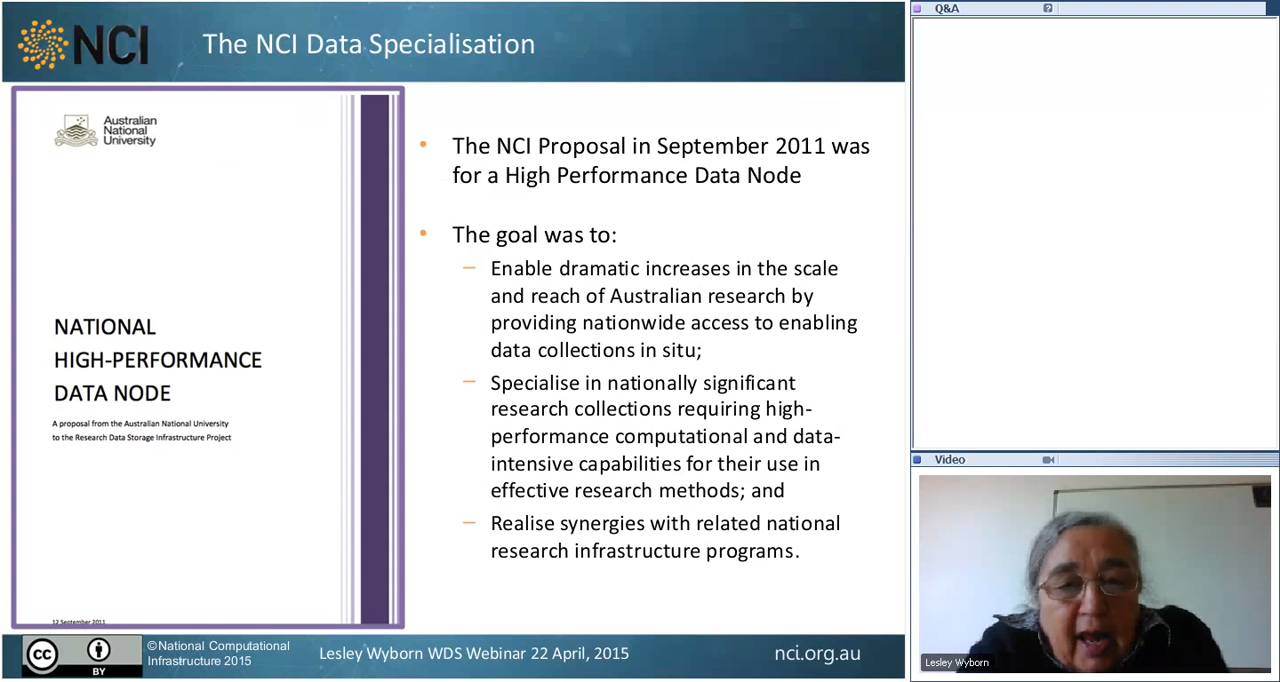 NCI
The NCI Data Specialisation
Australian
National
University
NATIONAL
HIGH-PERFORMANCE
DATA NODE
A proposal from the Australian National University
to the Research Data Storage Infrastructure Project
12 September 2011
• The NCI Proposal in September 2011 was
for a High Performance Data Node
• The goal was to:
– Enable dramatic increases in the scale
and reach of Australian research by
providing nationwide access to enabling
data collections in situ;
– Specialise in nationally significant
research collections requiring high-
performance computational and data-
intensive capabilities for their use in
effective research methods; and
– Realise synergies with related national
research infrastructure programs.
cc
BY
©National Computational
Infrastructure 2015
Lesley Wyborn WDS Webinar 22 April, 2015
nci.org.au
Q&A
?
Video
Lesley Wyborn